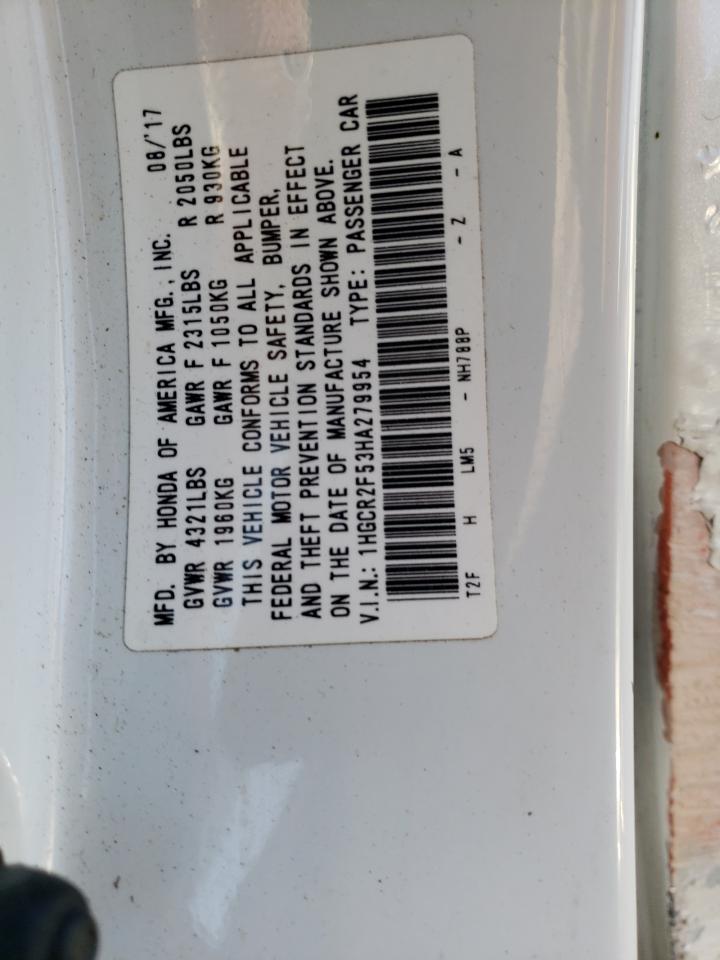 MFD. BY HONDA OF AMERICA MFG., INC. 08/'17
GVWR 4321LBS GAWR F 2315LBS R 2050LBS
GVWR 1960KG GAWR F 1050KG R 930KG
THIS VEHICLE CONFORMS TO ALL APPLICABLE
FEDERAL MOTOR VEHICLE SAFETY, BUMPER,
AND THEFT PREVENTION STANDARDS IN EFFECT
ON THE DATE OF MANUFACTURE SHOWN ABOVE.
V.I.N.: 1HGCR2F53HA279954 TYPE: PASSENGER CAR
T2F H LM5 - NH788P - Z - A